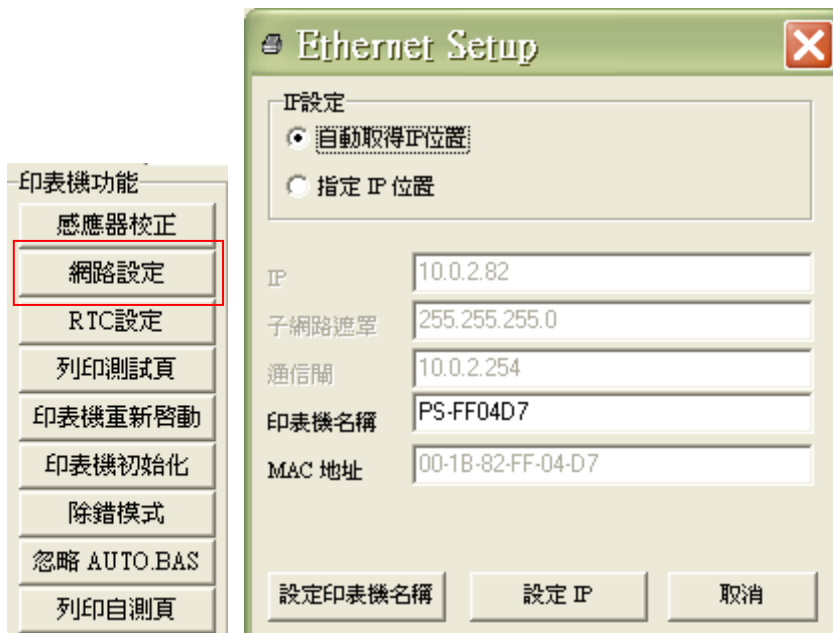 印表機功能
感應器校正
網路設定
RTC設定
列印測試頁
印表機重新啓動
印表機初始化
除錯模式
忽略 AUTO.BAS
列印自測頁
Ethernet Setup
IP設定
自動取得IP位置
指定 IP 位置
IP 10.0.2.82
子網路遮罩 255.255.255.0
通信閘 10.0.2.254
印表機名稱 PS-FF04D7
MAC 地址 00-1B-82-FF-04-D7
設定印表機名稱 設定 IP 取消